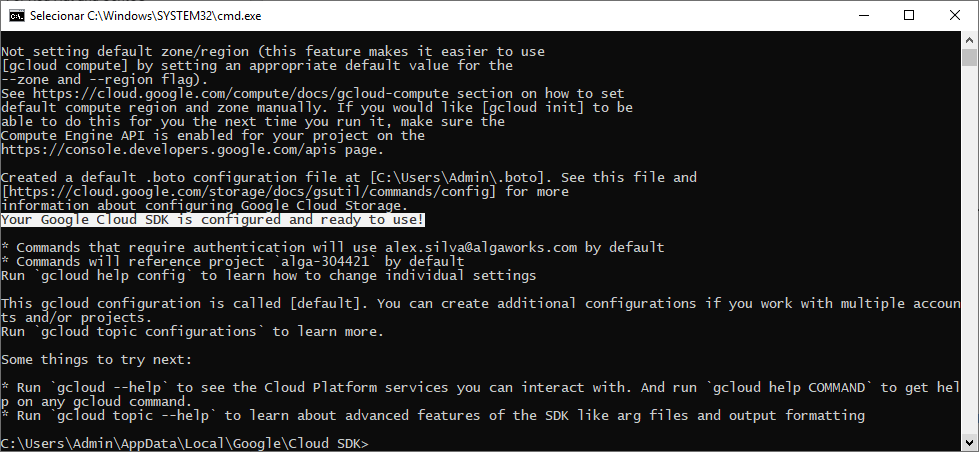 Selecionar C:\Windows\SYSTEM32\cmd.exe
Not setting default zone/region (this feature makes it easier to use
[gcloud compute] by setting an appropriate default value for the
--zone and --region flag).
See https://cloud.google.com/compute/docs/gcloud-compute section on how to set
default compute region and zone manually. If you would like [gcloud init] to be
able to do this for you the next time you run it, make sure the
Compute Engine API is enabled for your project on the
https://console.developers.google.com/apis page.
Created a default .boto configuration file at [C:\Users\Admin\.boto]. See this file and
[https://cloud.google.com/storage/docs/gsutil/commands/config] for more
information about configuring Google Cloud Storage.
Your Google Cloud SDK is configured and ready to use!
* Commands that require authentication will use alex.silva@algaworks.com by default
* Commands will reference project `alga-304421` by default
Run `gcloud help config` to learn how to change individual settings
This gcloud configuration is called [default]. You can create additional configurations if you work with multiple accoun
ts and/or projects.
Run `gcloud topic configurations` to learn more.
Some things to try next:
* Run `gcloud --help` to see the Cloud Platform services you can interact with. And run `gcloud help COMMAND` to get hel
p on any gcloud command.
* Run `gcloud topic --help` to learn about advanced features of the SDK like arg files and output formatting
C:\Users\Admin\AppData\Local\Google\Cloud SDK>